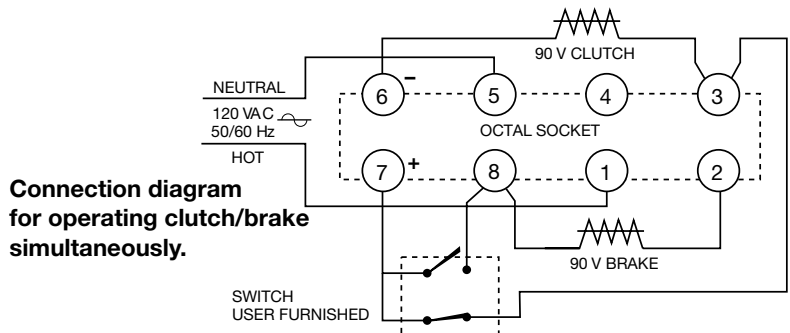 90 V CLUTCH
NEUTRAL
6
–
5
4
3
120 VAC
50/60 Hz
OCTAL SOCKET
HOT
7
+
8
1
2
Connection diagram
for operating clutch/brake
simultaneously.
90 V BRAKE
SWITCH
USER FURNISHED